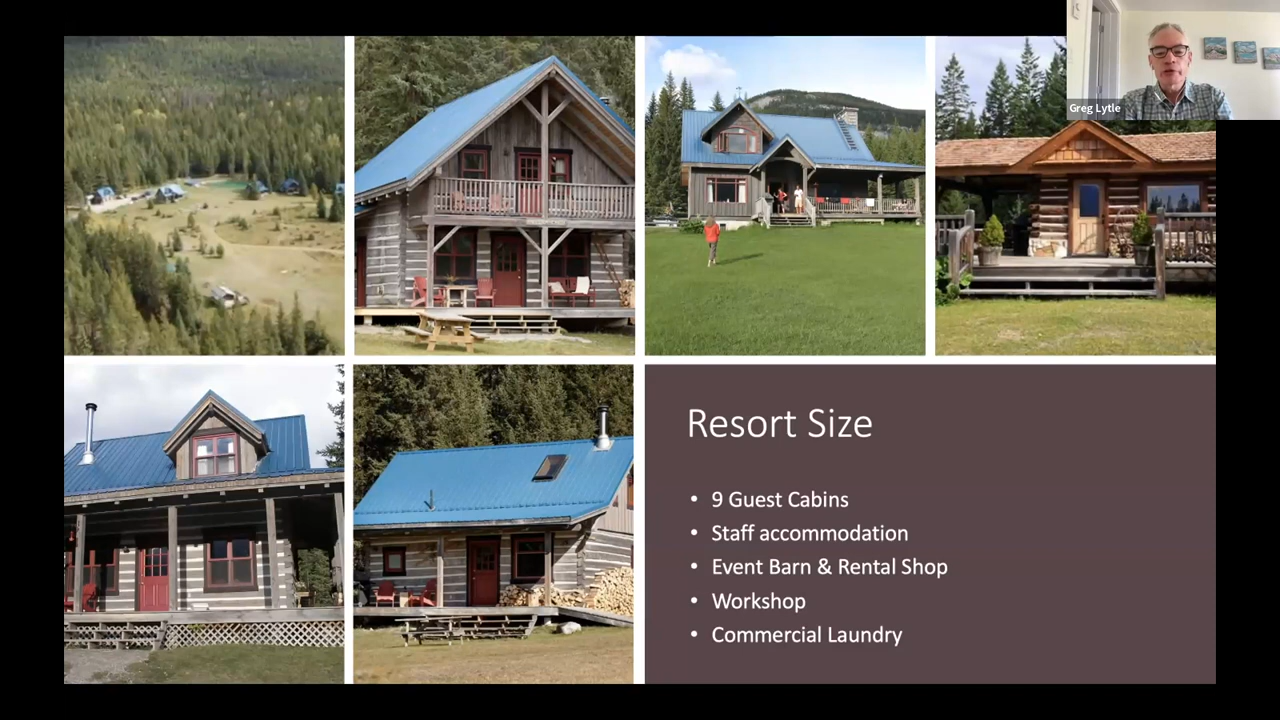 Greg Lytle
Resort Size
• 9 Guest Cabins
• Staff accommodation
• Event Barn & Rental Shop
• Workshop
• Commercial Laundry